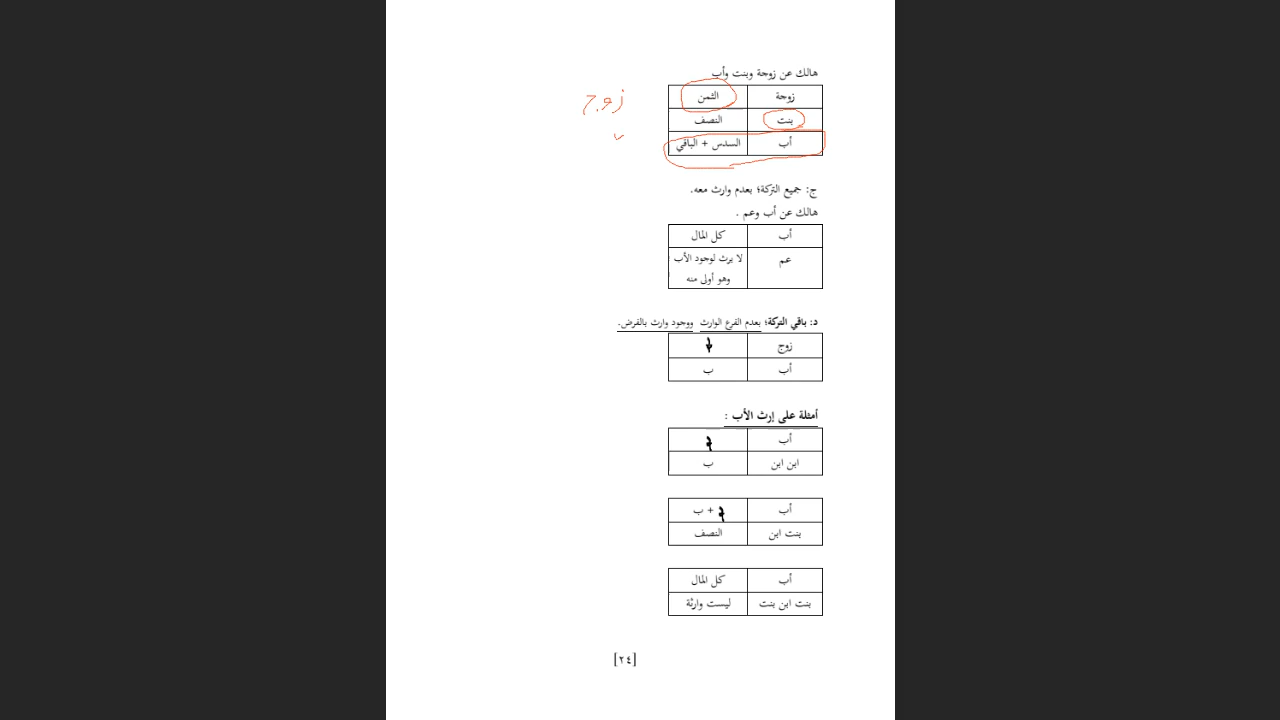 هالك عن زوجة وبنت وأب
زوجة الثمن
زوج
بنت النصف
أب السدس + الباقي
ج: جميع التركة؛ بعدم وارث معه.
هالك عن أب وعم .
أب كل المال
عم لا يرث لوجود الأب
وهو أولى منه
د: باقي التركة؛ بعدم الفرع الوارث ووجود وارث بالفرض.
زوج
أب ب
أمثلة على إرث الأب :
أب
ابن ابن ب
أب + ب
بنت ابن النصف
أب كل المال
بنت ابن بنت ليست وارثة
[٢٤]